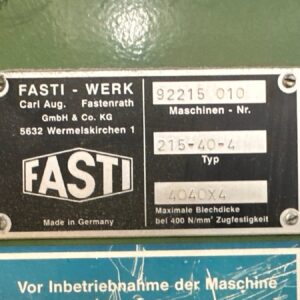 FASTI - WERK
Carl Aug. Fastenrath
GmbH & Co. KG
5632 Wermelskirchen 1
FASTI
Made in Germany
92215 010
Maschinen - Nr.
215-40-4
Typ
4040X4
Maximale Blechdicke
bei 400 N/mm² Zugfestigkeit
Vor Inbetriebnahme der Maschine